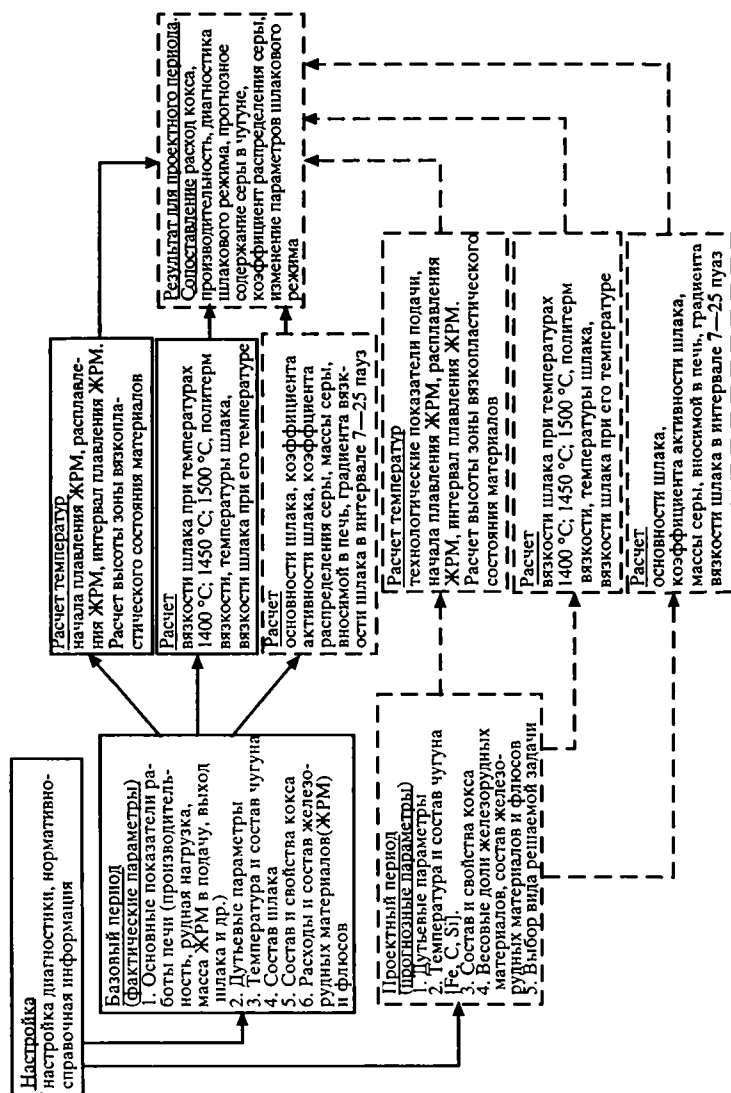 Настройка
настройка диагностики, нормативно-
справочная информация
Базовый период
(фактические параметры)
1. Основные показатели ра-
боты печи (производитель-
ность, рудная нагрузка,
масса ЖРМ в подачу, выход
шлака и др.)
2. Дутьевые параметры
3. Температура и состав чугуна
4. Состав шлака
5. Состав и свойства кокса
6. Расходы и состав железо-
рудных материалов(ЖРМ)
и флюсов
Проектный период
(прогнозные параметры)
1. Дутьевые параметры
2. Температура и состав чугуна
[Fe, C, Si].
3. Состав и свойства кокса
4. Весовые доли железорудных
материалов, состав железо-
рудных материалов и флюсов
5. Выбор вида решаемой задачи
Расчет температур
начала плавления ЖРМ, расплавле-
ния ЖРМ, интервал плавления ЖРМ.
Расчет высоты зоны вязкопла-
стического состояния материалов
Расчет
вязкости шлака при температурах
1400 °C; 1450 °C; 1500 °C, политерм
вязкости, температуры шлака,
вязкости шлака при его температуре
Расчет
основности шлака, коэффициента
активности шлака, коэффициента
распределения серы, массы серы,
вносимой в печь, градиента вязк-
ости шлака в интервале 7—25 пауз
Расчет температур
технологические показатели подачи,
начала плавления ЖРМ, расплавления
ЖРМ, интервал плавления ЖРМ.
Расчет высоты зоны вязкопластического
состояния материалов
Расчет
вязкости шлака при температурах
1400 °C; 1450 °C; 1500 °C, политерм
вязкости, температуры шлака,
вязкости шлака при его температуре
Расчет
основности шлака,
коэффициента активности шлака,
массы серы, вносимой в печь, градиента
вязкости шлака в интервале 7—25 пуаз
Результат для проектного периода.
Сопоставление расход кокса,
производительность, диагностика
шлакового режима, прогнозное
содержание серы в чугуне,
коэффициент распределения серы,
изменение параметров шлакового
режима